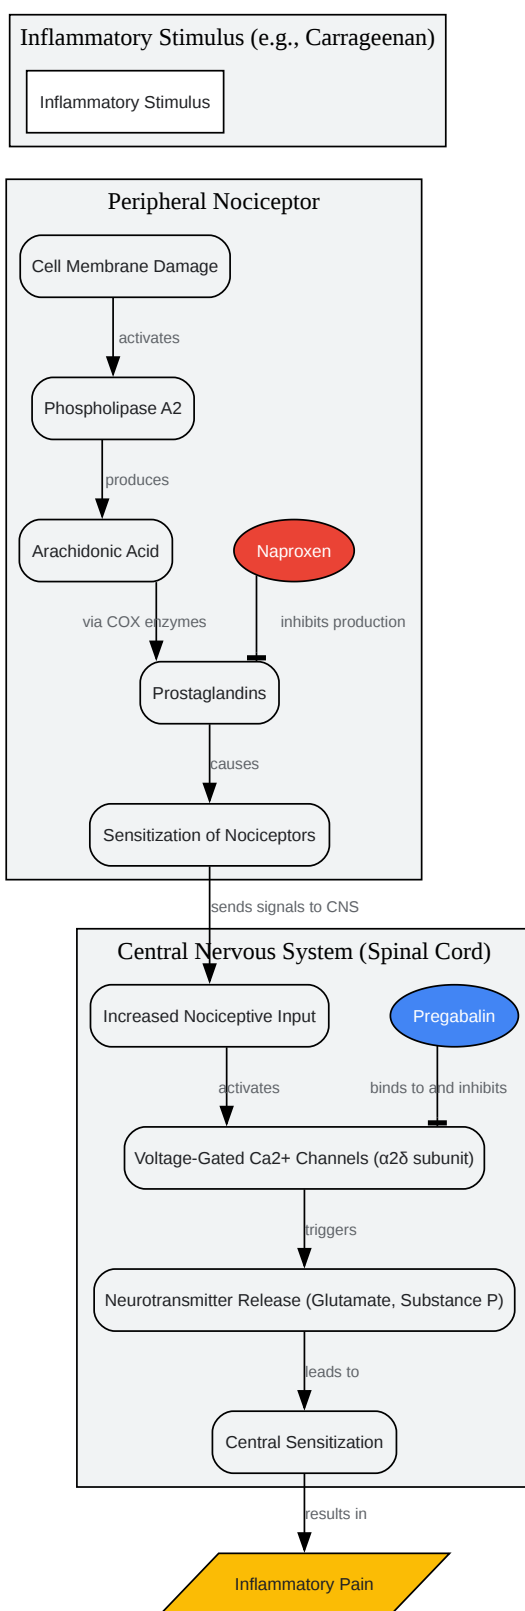 Inflammatory Stimulus (e.g., Carrageenan)
Inflammatory Stimulus
Peripheral Nociceptor
Cell Membrane Damage
activates
Phospholipase A2
produces
Arachidonic Acid
Naproxen
via COX enzymes
inhibits production
Prostaglandins
causes
Sensitization of Nociceptors
sends signals to CNS
Central Nervous System (Spinal Cord)
Increased Nociceptive Input
Pregabalin
activates
binds to and inhibits
Voltage-Gated Ca2+ Channels (α2δ subunit)
triggers
Neurotransmitter Release (Glutamate, Substance P)
leads to
Central Sensitization
results in
Inflammatory Pain